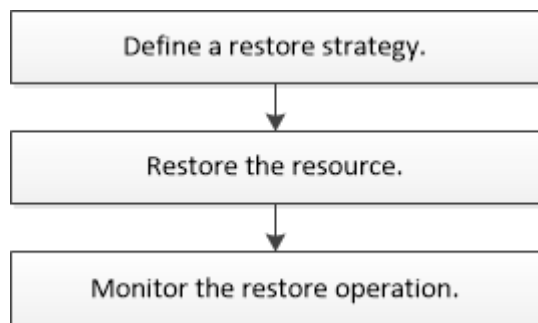 Define a restore strategy.
Restore the resource.
Monitor the restore operation.